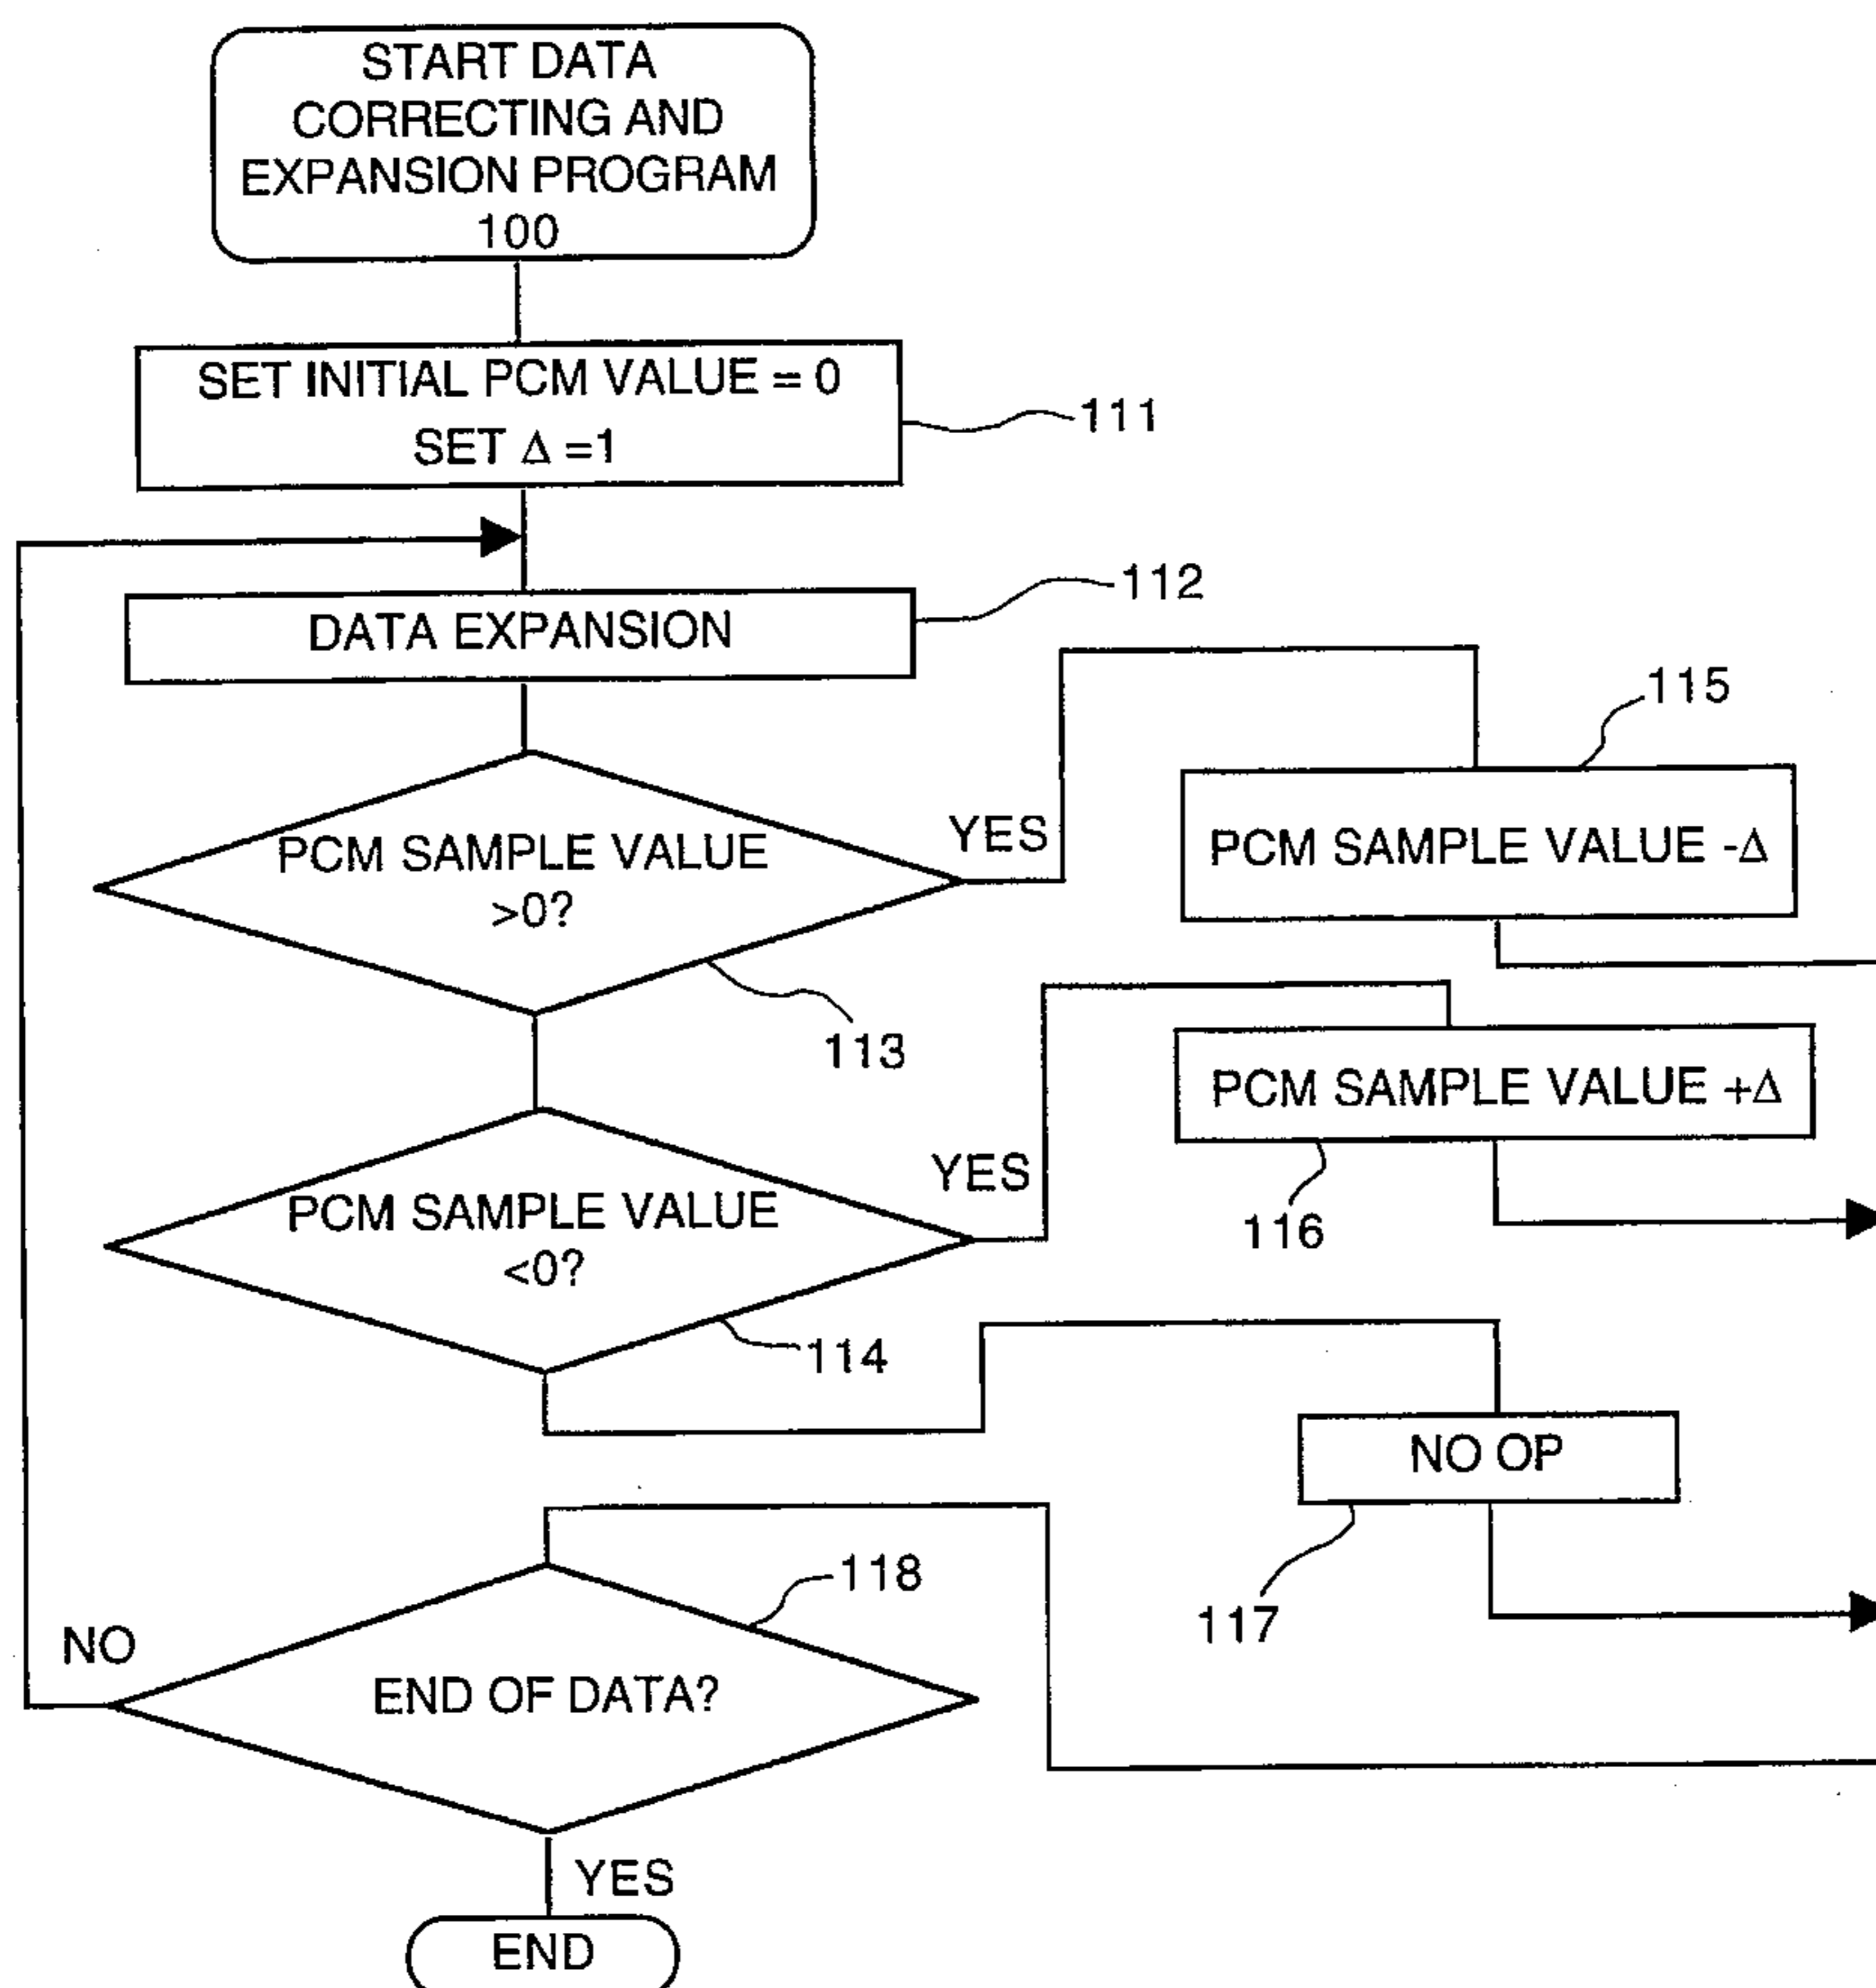 START DATA
CORRECTING AND
EXPANSION PROGRAM
100
SET INITIAL PCM VALUE = 0
SET Δ =1
111
DATA EXPANSION
112
PCM SAMPLE VALUE
>0?
YES
113
115
PCM SAMPLE VALUE -Δ
PCM SAMPLE VALUE
<0?
YES
114
PCM SAMPLE VALUE +Δ
116
NO OP
117
118
NO
END OF DATA?
YES
END